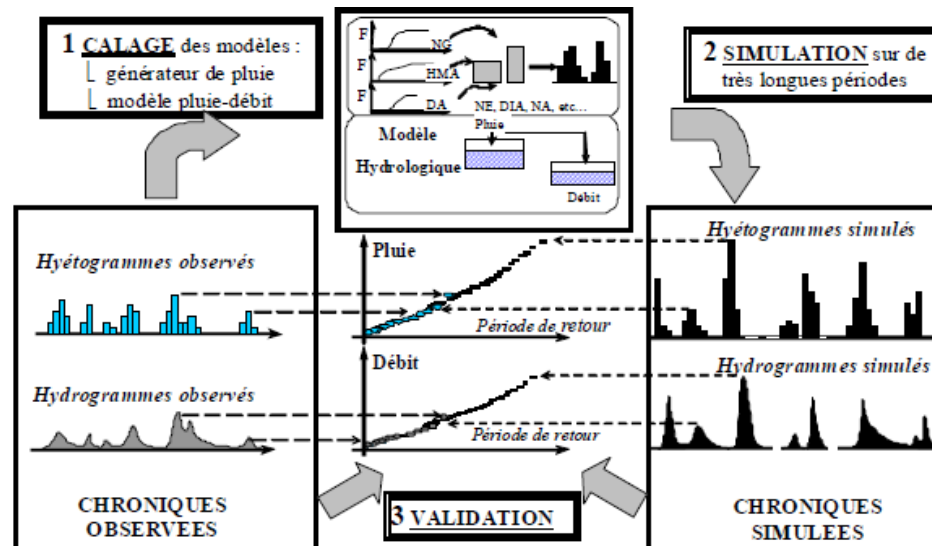 1 CALAGE des modèles :
générateur de pluie
modèle pluie-débit
F
NG
F
HMA
F
DA
NE, DIA, NA, etc...
Pluie
Modèle
Hydrologique
Débit
2 SIMULATION sur de
très longues périodes
Hyétogrammes observés
Hydrogrammes observés
CHRONIQUES
OBSERVEES
Pluie
Période de retour
Débit
Période de retour
3 VALIDATION
Hyétogrammes simulés
Hydrogrammes simulés
CHRONIQUES
SIMULEES